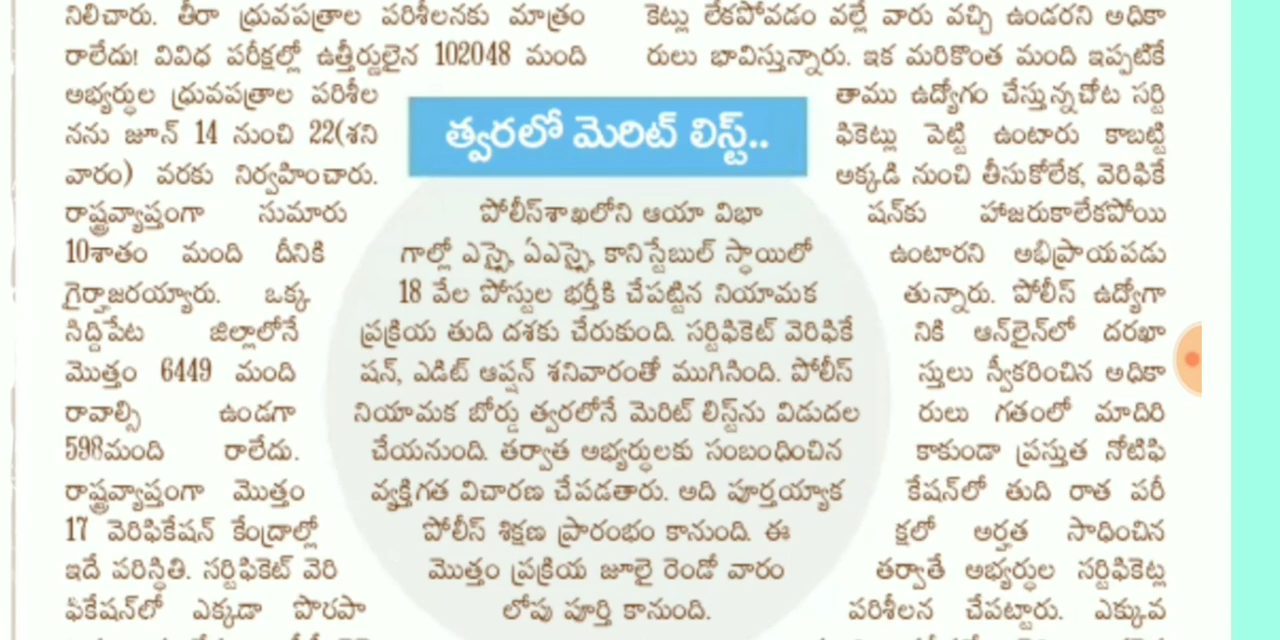 నిలిచారు. తీరా ధ్రువపత్రాల పరిశీలనకు మాత్రం
రాలేదు! వివిధ పరీక్షల్లో ఉత్తీర్ణులైన 102048 మంది
అభ్యర్థుల ధ్రువపత్రాల పరిశీల
నను జూన్ 14 నుంచి 22(శని
వారం) వరకు నిర్వహించారు.
రాష్ట్రవ్యాప్తంగా సుమారు
10శాతం మంది దీనికి
గైర్హాజరయ్యారు. ఒక్క
సిద్దిపేట జిల్లాలోనే
మొత్తం 6449 మంది
రావాల్సి ఉండగా
598మంది రాలేదు.
రాష్ట్రవ్యాప్తంగా మొత్తం
17 వెరిఫికేషన్ కేంద్రాల్లో
ఇదే పరిస్థితి. సర్టిఫికెట్ వెరి
ఫికేషన్‌లో ఎక్కడా పొరపా
త్వరలో మెరిట్ లిస్ట్..
పోలీస్‌శాఖలోని ఆయా విభా
గాల్లో ఎస్సై, ఏఎస్సై, కానిస్టేబుల్ స్థాయిలో
18 వేల పోస్టుల భర్తీకి చేపట్టిన నియామక
ప్రక్రియ తుది దశకు చేరుకుంది. సర్టిఫికెట్ వెరిఫికే
షన్, ఎడిట్ ఆప్షన్ శనివారంతో ముగిసింది. పోలీస్
నియామక బోర్డు త్వరలోనే మెరిట్ లిస్ట్‌ను విడుదల
చేయనుంది. తర్వాత అభ్యర్థులకు సంబంధించిన
వ్యక్తిగత విచారణ చేపడతారు. అది పూర్తయ్యాక
పోలీస్ శిక్షణ ప్రారంభం కానుంది. ఈ
మొత్తం ప్రక్రియ జూలై రెండో వారం
లోపు పూర్తి కానుంది.
కెట్లు లేకపోవడం వల్లే వారు వచ్చి ఉండరని అధికా
రులు భావిస్తున్నారు. ఇక మరికొంత మంది ఇప్పటికే
తాము ఉద్యోగం చేస్తున్నచోట సర్టి
ఫికెట్లు పెట్టి ఉంటారు కాబట్టి
అక్కడి నుంచి తీసుకోలేక, వెరిఫికే
షన్‌కు హాజరుకాలేకపోయి
ఉంటారని అభిప్రాయపడు
తున్నారు. పోలీస్ ఉద్యోగా
నికి ఆన్‌లైన్‌లో దరఖా
స్తులు స్వీకరించిన అధికా
రులు గతంలో మాదిరి
కాకుండా ప్రస్తుత నోటిఫి
కేషన్‌లో తుది రాత పరీ
క్షలో అర్హత సాధించిన
తర్వాతే అభ్యర్థుల సర్టిఫికెట్ల
పరిశీలన చేపట్టారు. ఎక్కువ